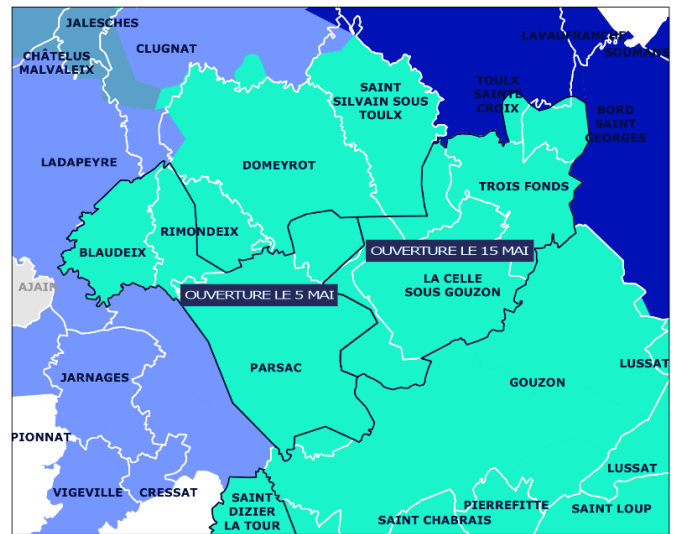 JALESCHES
LAVAUFRANCHE
CLUGNAT
SOUMANS
CHÂTELUS
MALVALEIX
TOULX
SAINTE
CROIX
SAINT
SILVAIN SOUS
TOULX
BORD
SAINT
GEORGES
LADAPEYRE
DOMEYROT
TROIS FONDS
RIMONDEIX
BLAUDEIX
OUVERTURE LE 15 MAI
LA CELLE
SOUS GOUZON
AJAIN
OUVERTURE LE 5 MAI
PARSAC
LUSSAT
JARNAGES
GOUZON
PIONNAT
LUSSAT
VIGEVILLE
CRESSAT
SAINT
DIZIER
LA TOUR
PIERREFITTE
SAINT LOUP
SAINT CHABRAIS